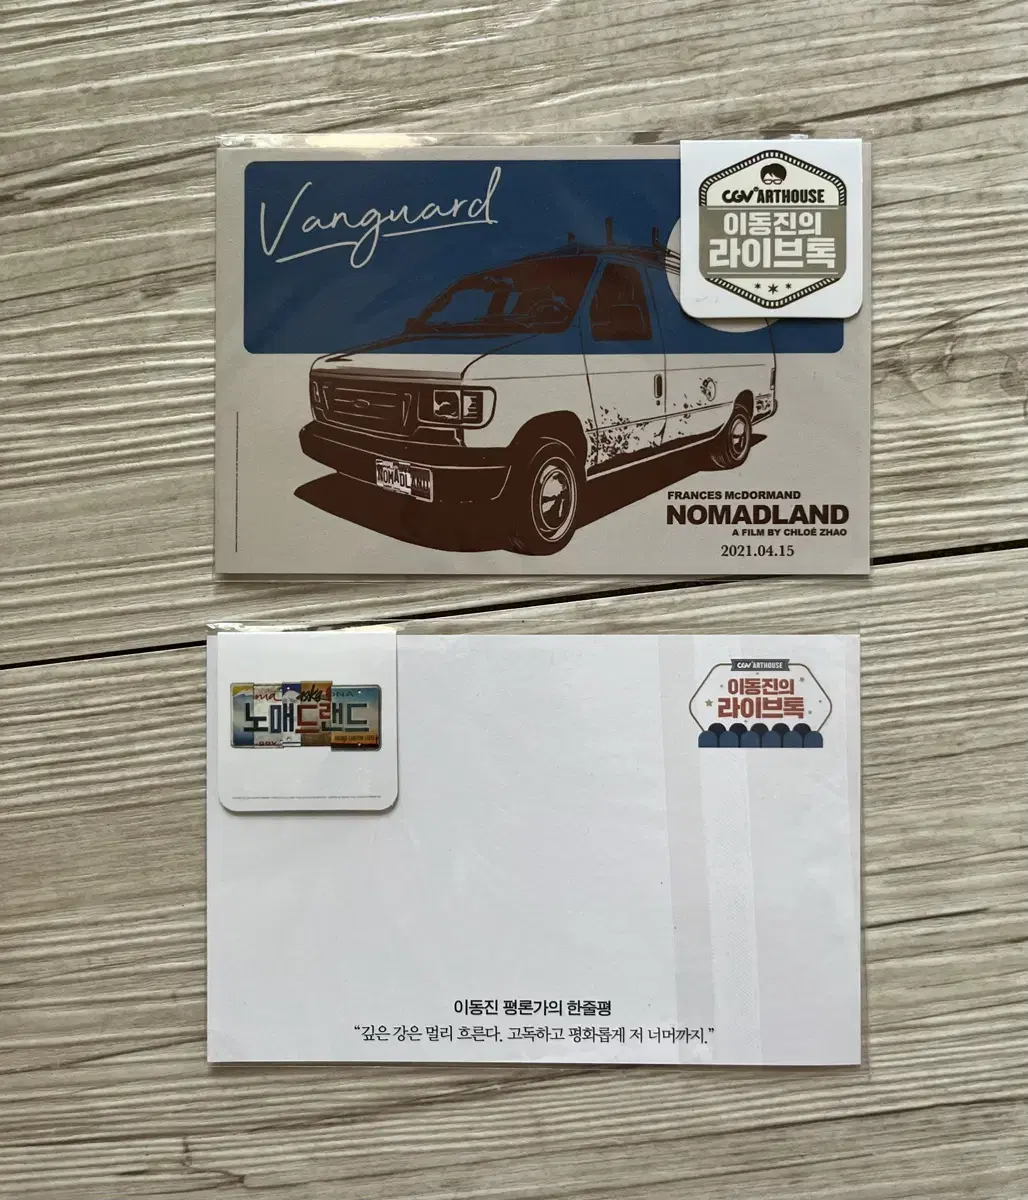 Vanguard
CGV ARTHOUSE
이동진의
라이브톡
NOMADLAND
FRANCES McDORMAND
NOMADLAND
A FILM BY CHLOÉ ZHAO
2021.04.15
노매드랜드
CGV ARTHOUSE
이동진의
라이브톡
이동진 평론가의 한줄평
“깊은 강은 멀리 흐른다. 고독하고 평화롭게 저 너머까지.”